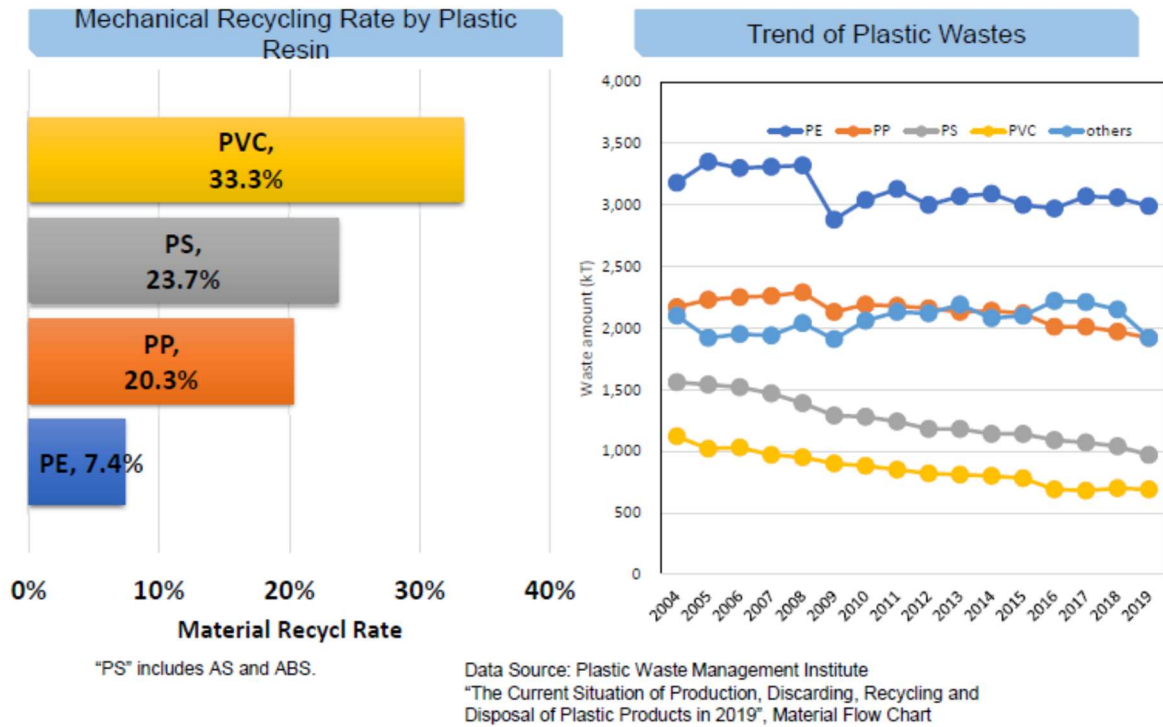 Mechanical Recycling Rate by Plastic
Resin
PVC,
33.3%
PS,
23.7%
PP,
20.3%
PE, 7.4%
0%
10%
20%
30%
40%
Material Recycl Rate
"PS" includes AS and ABS.
Trend of Plastic Wastes
4,000
3,500
3,000
2,500
2,000
1,500
1,000
500
0
Waste amount (kT)
PE
PP
PS
PVC
others
2004
2005
2006
2007
2008
2009
2010
2011
2012
2013
2014
2015
2016
2017
2018
2019
Data Source: Plastic Waste Management Institute
"The Current Situation of Production, Discarding, Recycling and
Disposal of Plastic Products in 2019", Material Flow Chart